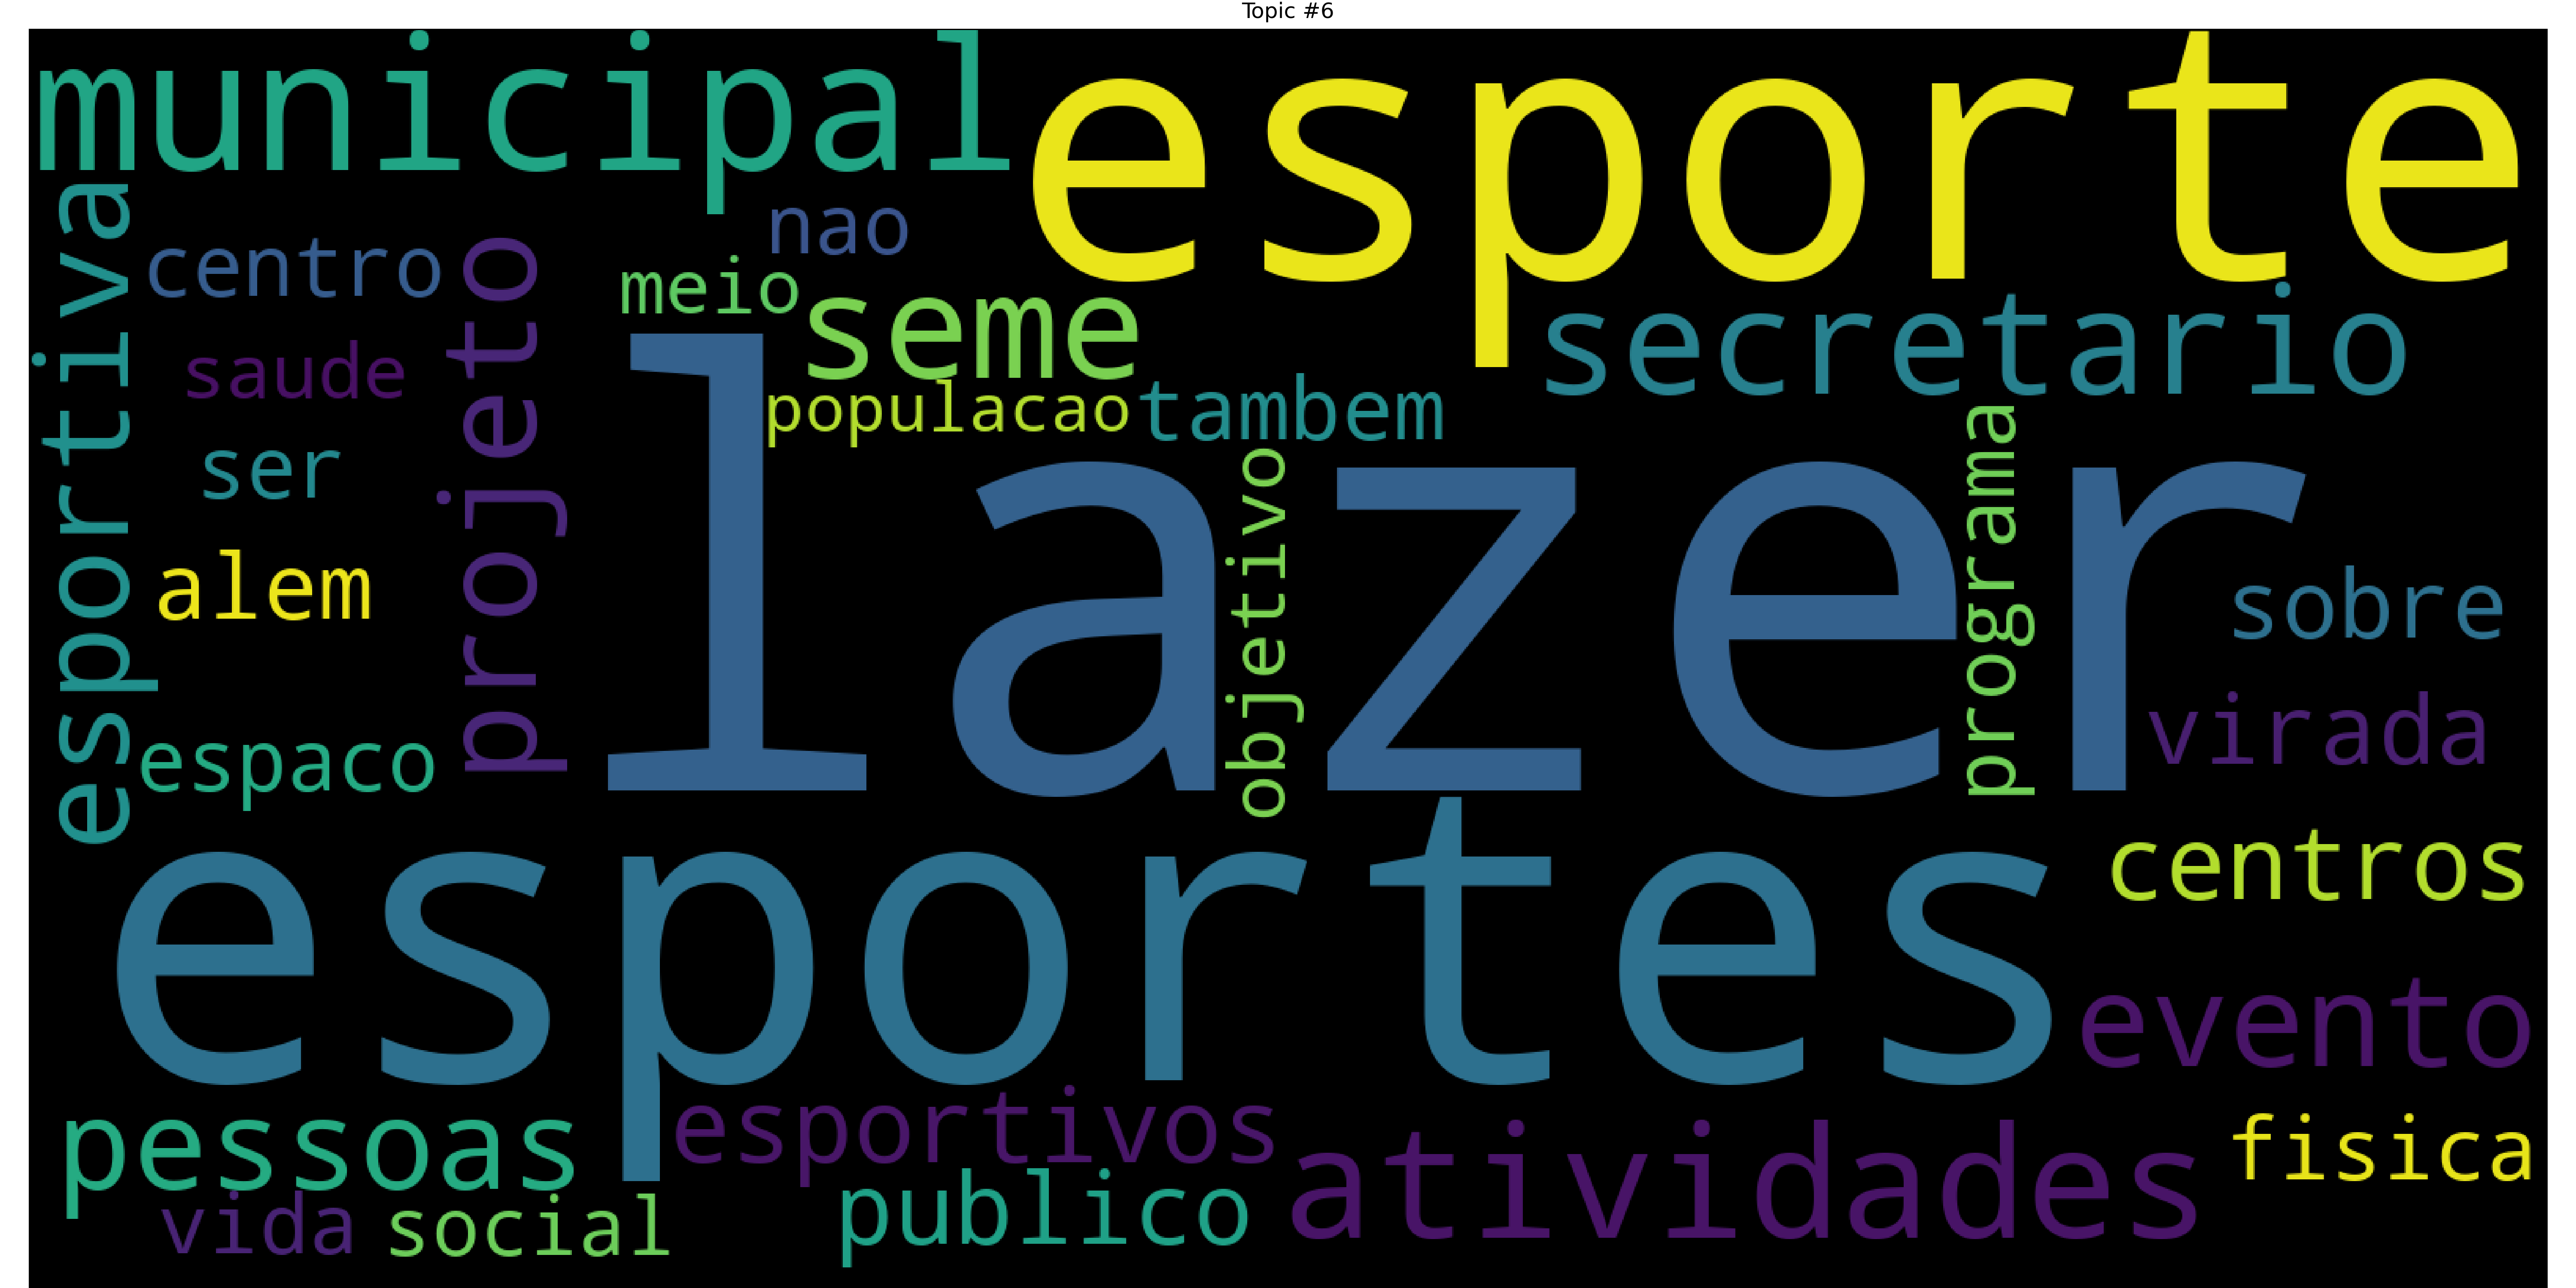 Topic #6
municipal
esporte
esportiva
centro
projeto
nao
meio
seme
secretario
saude
populacao
tambem
ser
lazer
objetivo
programa
alem
sobre
espaco
virada
esportes
centros
evento
pessoas
esportivos
atividades
fisica
publico
vida
social